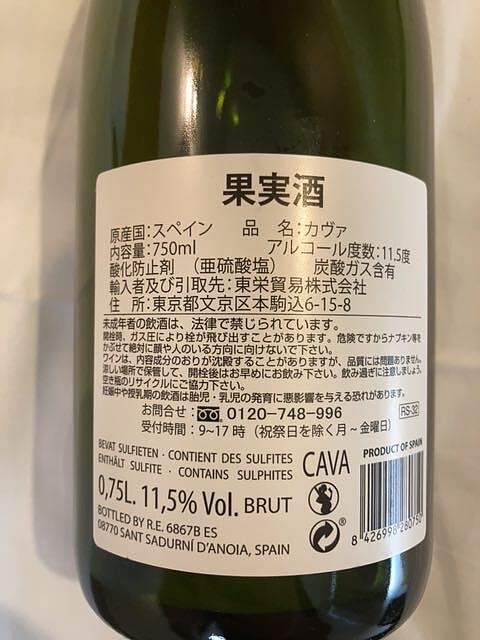 果実酒
原産国：スペイン 品 名：カヴァ
内容量：750ml アルコール度数：11.5度
酸化防止剤 （亜硫酸塩） 炭酸ガス含有
輸入者及び引取先：東栄貿易株式会社
住 所：東京都文京区本駒込6-15-8
未成年者の飲酒は、法律で禁じられています。
開栓時、ガス圧により栓が飛び出すことがあります。危険ですからナプキン等を
かぶせて絶対に顔や人のいる方向に向けないで下さい。
ワインは、内容成分のおりが沈殿することがありますが、品質には問題ありません。
涼しい場所で保管して、開栓後はお早めにお飲み下さい。飲み過ぎに注意しましょう。
空き瓶のリサイクルにご協力下さい。
妊娠中や授乳期の飲酒は胎児・乳児の発育に悪影響を与える恐れがあります。
お問合せ：0120-748-996 RS-32
受付時間：9~17時（祝祭日を除く月~金曜日）
BEVAT SULFIETEN · CONTIENT DES SULFITES
ENTHÄLT SULFITE · CONTAINS SULPHITES
CAVA
PRODUCT OF SPAIN
0,75L. 11,5% Vol. BRUT
BOTTLED BY R.E. 6867B ES
08770 SANT SADURNÍ D'ANOIA, SPAIN
8 426998 280750